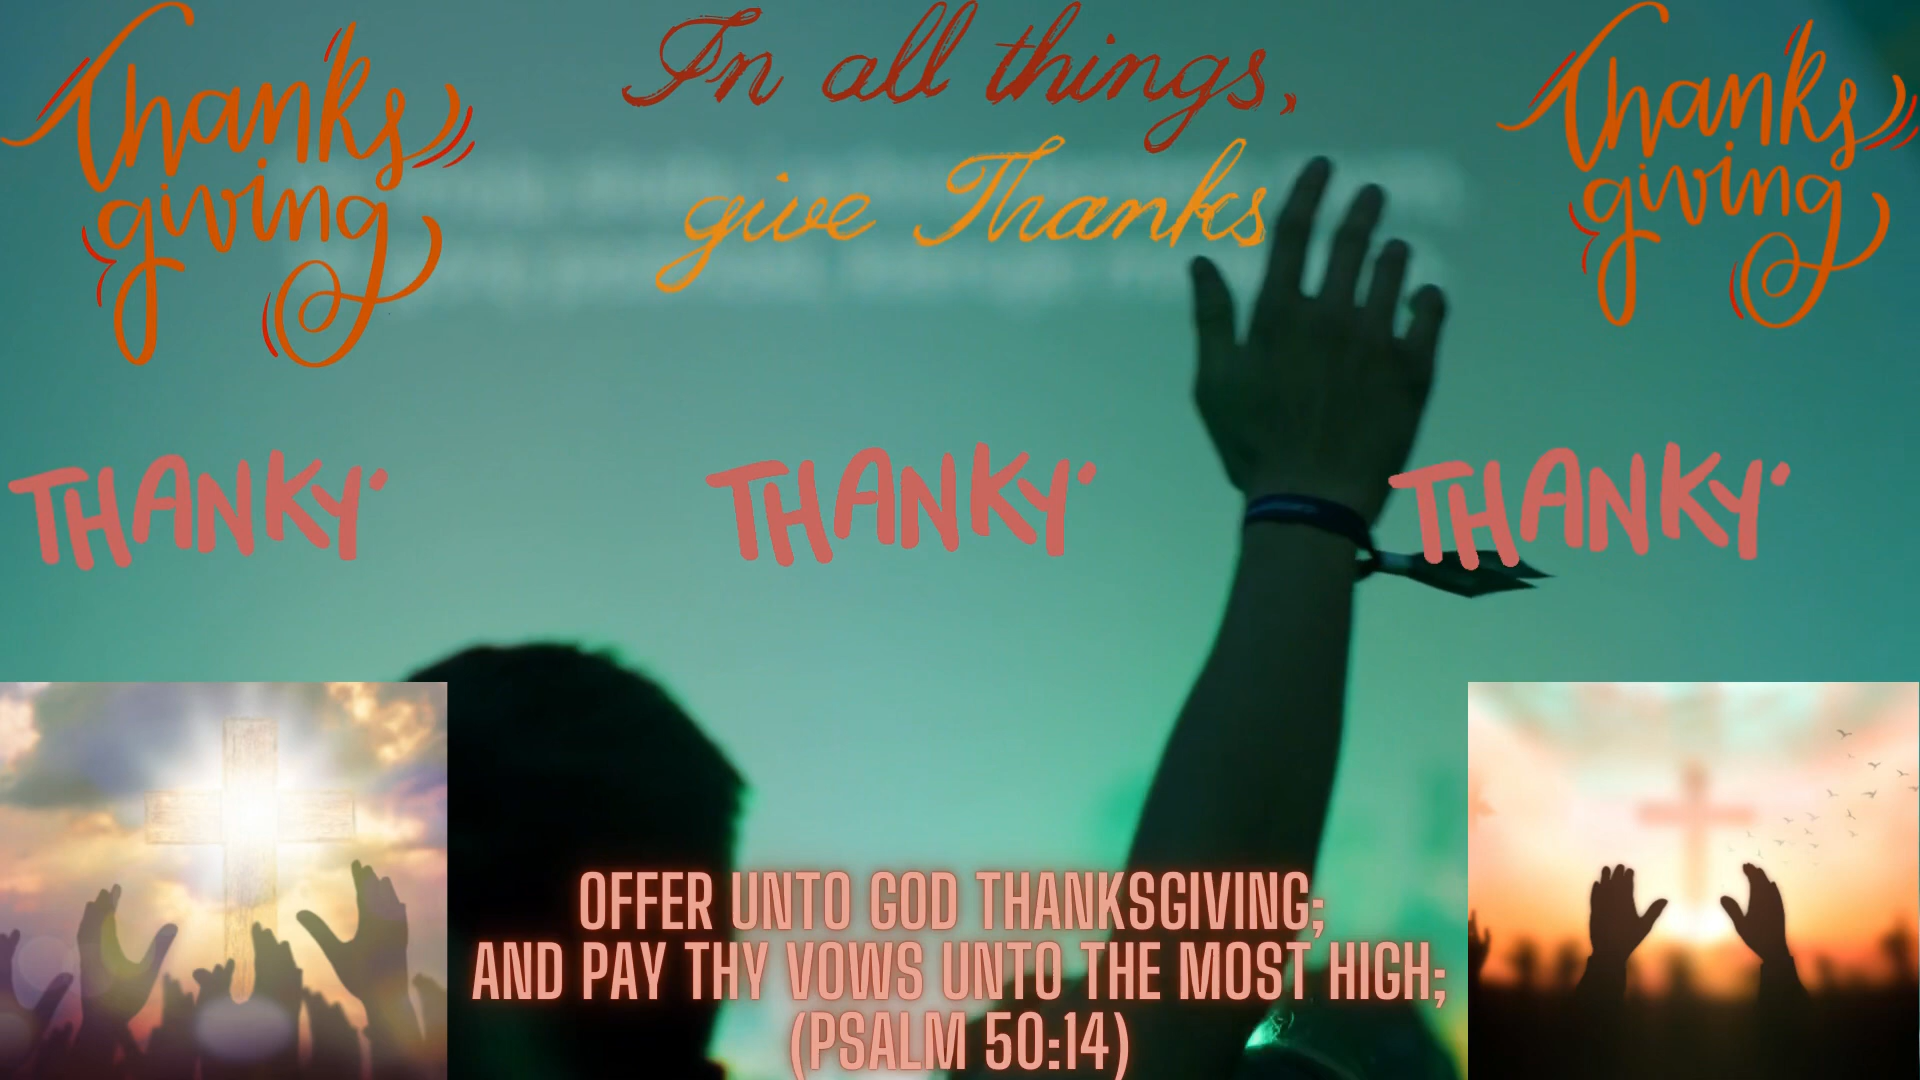 Thanks
giving
In all things,
give Thanks
Thanks
giving
THANKY
THANKY
THANKY
OFFER UNTO GOD THANKSGIVING;
AND PAY THY VOWS UNTO THE MOST HIGH;
(PSALM 50:14)